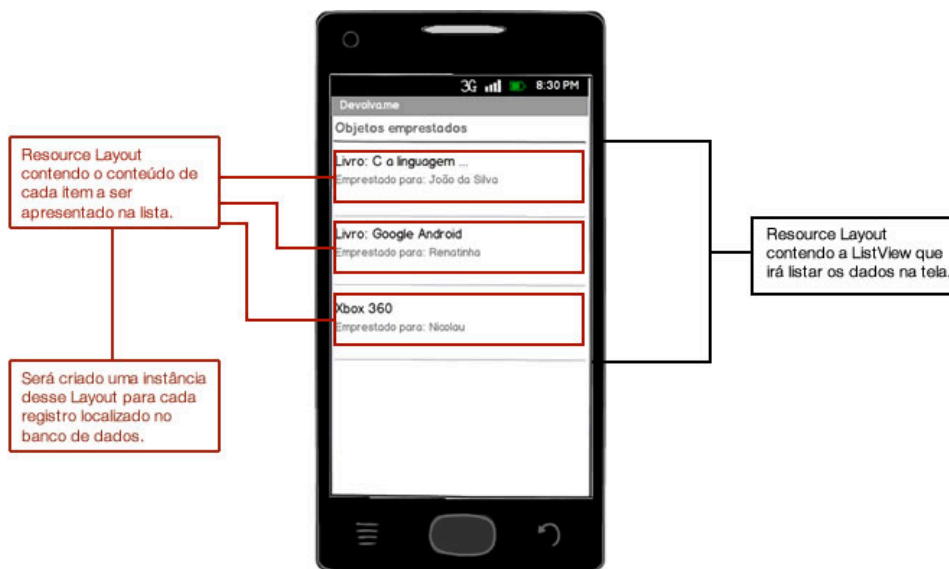 3G 8:30 PM
Devolva.me
Objetos emprestados
Livro: C a linguagem ...
Emprestado para: João da Silva
Livro: Google Android
Emprestado para: Renatinha
Xbox 360
Emprestado para: Nicolau
Resource Layout
contendo o conteúdo de
cada item a ser
apresentado na lista.
Será criado uma instância
desse Layout para cada
registro localizado no
banco de dados.
Resource Layout
contendo a ListView que
irá listar os dados na tela.